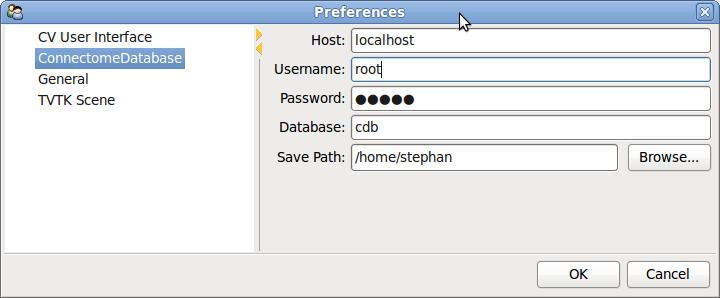 Preferences
CV User Interface
ConnectomeDatabase
General
TVTK Scene
Host: localhost
Username: root
Password: ●●●●●
Database: cdb
Save Path: /home/stephan Browse...
OK Cancel